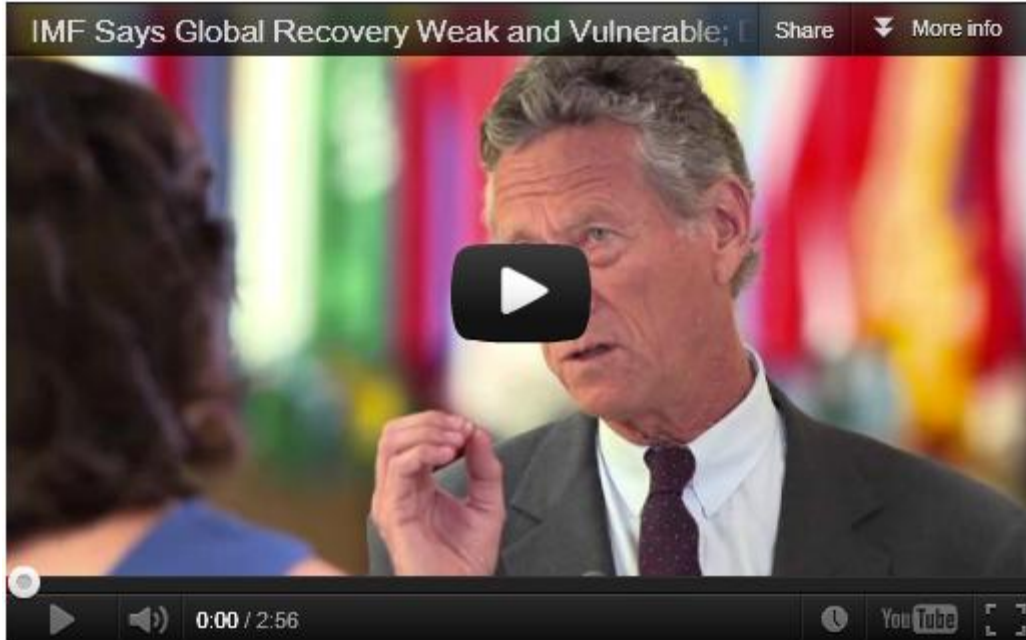 IMF Says Global Recovery Weak and Vulnerable; Share More info
0:00 / 2:56 YouTube